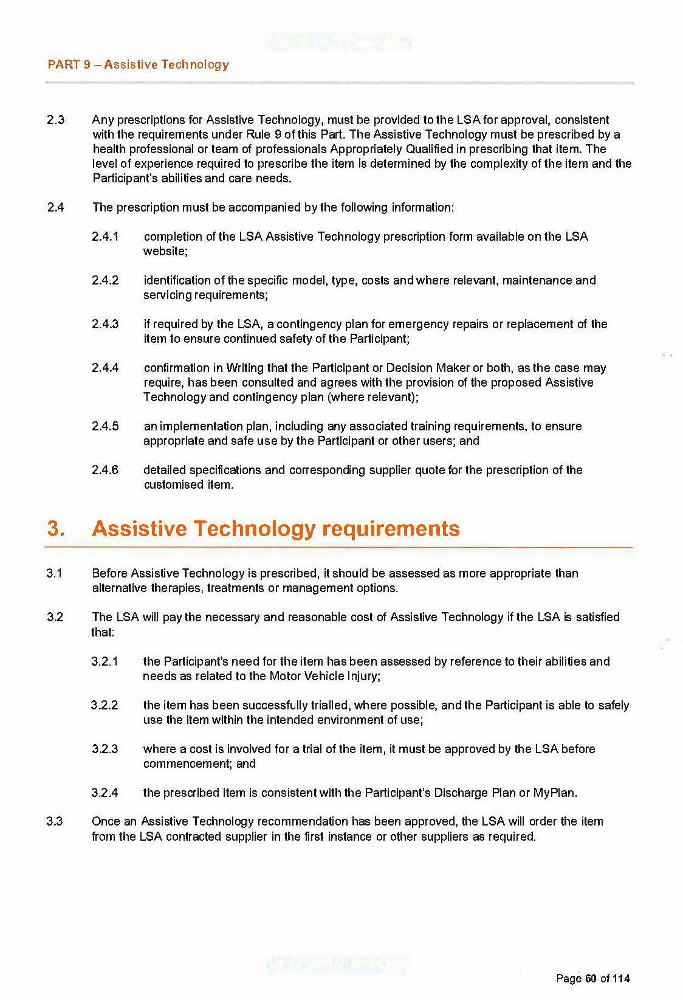 PART 9 – Assistive Technology
2.3 Any prescriptions for Assistive Technology, must be provided to the LSA for approval, consistent
with the requirements under Rule 9 of this Part. The Assistive Technology must be prescribed by a
health professional or team of professionals Appropriately Qualified in prescribing that item. The
level of experience required to prescribe the item is determined by the complexity of the item and the
Participant's abilities and care needs.
2.4 The prescription must be accompanied by the following information:
2.4.1 completion of the LSA Assistive Technology prescription form available on the LSA
website;
2.4.2 identification of the specific model, type, costs and where relevant, maintenance and
servicing requirements;
2.4.3 if required by the LSA, a contingency plan for emergency repairs or replacement of the
item to ensure continued safety of the Participant;
2.4.4 confirmation in Writing that the Participant or Decision Maker or both, as the case may
require, has been consulted and agrees with the provision of the proposed Assistive
Technology and contingency plan (where relevant);
2.4.5 an implementation plan, including any associated training requirements, to ensure
appropriate and safe use by the Participant or other users; and
2.4.6 detailed specifications and corresponding supplier quote for the prescription of the
customised item.
3. Assistive Technology requirements
3.1 Before Assistive Technology is prescribed, it should be assessed as more appropriate than
alternative therapies, treatments or management options.
3.2 The LSA will pay the necessary and reasonable cost of Assistive Technology if the LSA is satisfied
that:
3.2.1 the Participant's need for the item has been assessed by reference to their abilities and
needs as related to the Motor Vehicle Injury;
3.2.2 the item has been successfully trialled, where possible, and the Participant is able to safely
use the item within the intended environment of use;
3.2.3 where a cost is involved for a trial of the item, it must be approved by the LSA before
commencement; and
3.2.4 the prescribed item is consistent with the Participant's Discharge Plan or MyPlan.
3.3 Once an Assistive Technology recommendation has been approved, the LSA will order the item
from the LSA contracted supplier in the first instance or other suppliers as required.
Page 60 of 114